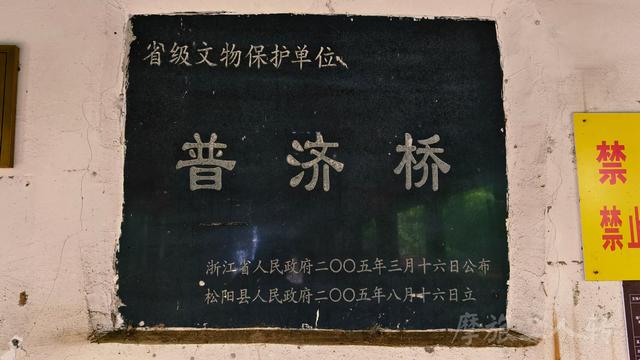 省级文物保护单位
普济桥
浙江省人民政府二〇〇五年三月十六日公布
松阳县人民政府二〇〇五年八月十六日立
禁
禁止